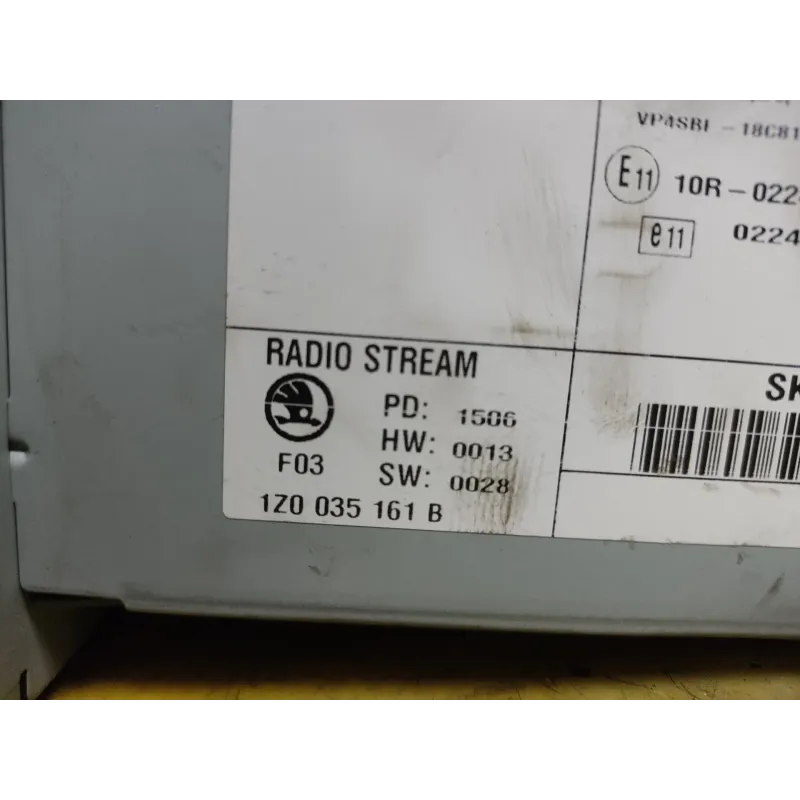 VP4SBF - 18C81
E11 10R - 022
e11 0224
RADIO STREAM
SK
PD: 1506
HW: 0013
F03
SW: 0028
1Z0 035 161 B